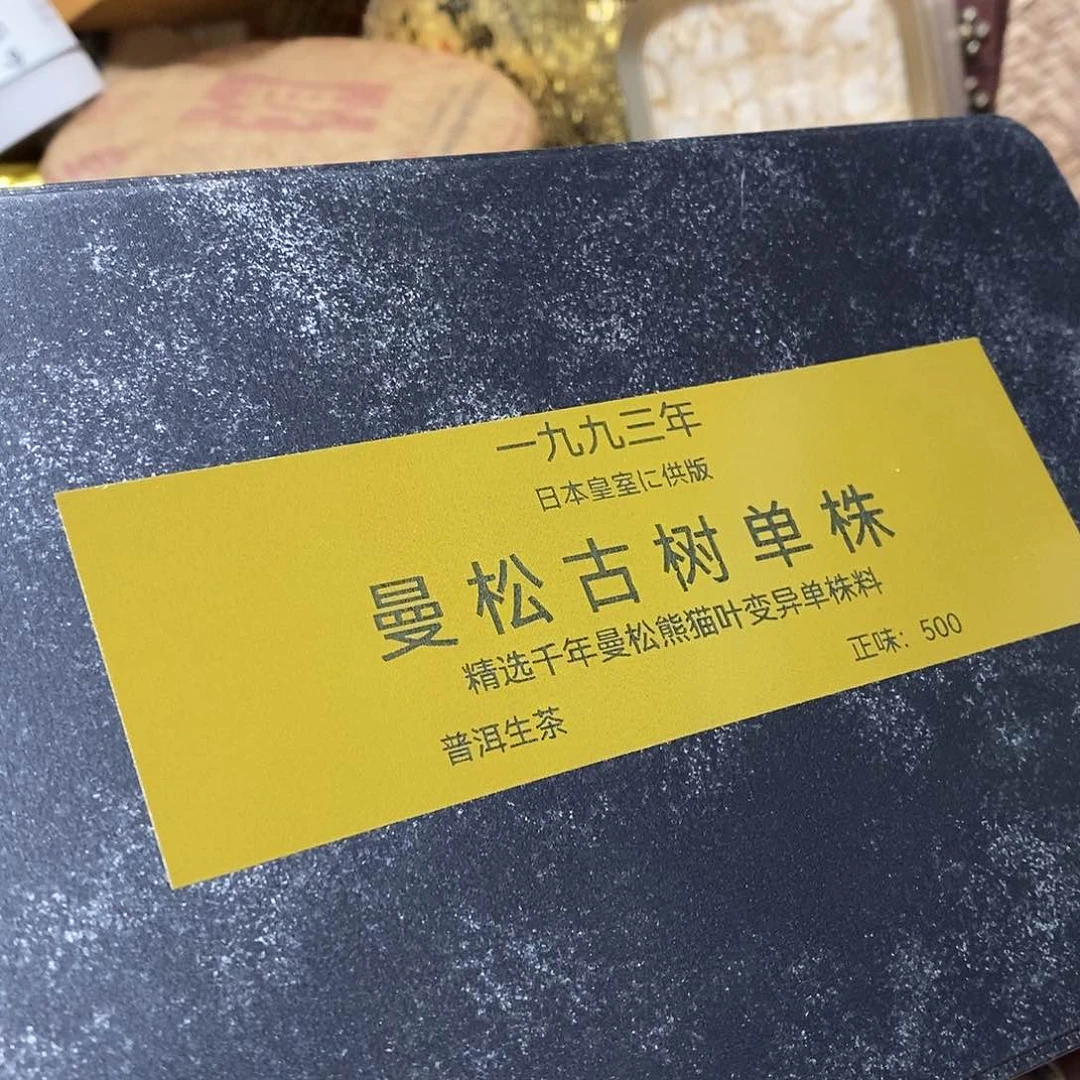 一九九三年
日本皇室に供版
曼松古树单株
精选千年曼松熊猫叶变异单株料
正味：500
普洱生茶